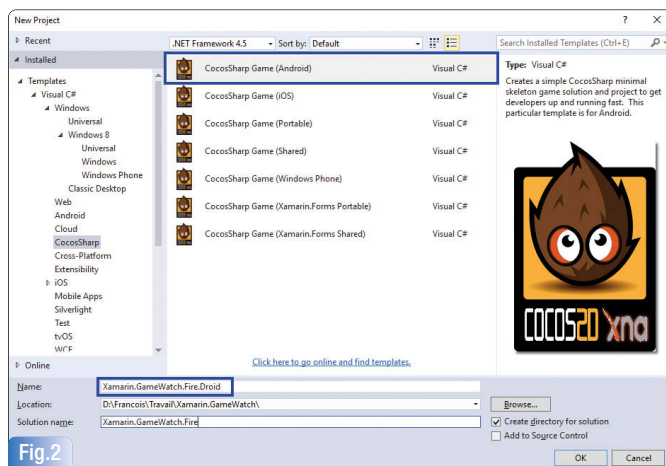 New Project
? X
Recent
Installed
.NET Framework 4.5
Sort by: Default
Search Installed Templates (Ctrl+E)
Templates
Visual C#
Windows
Universal
Windows 8
Universal
Windows
Windows Phone
Classic Desktop
Web
Android
Cloud
CocosSharp
Cross-Platform
Extensibility
iOS
Mobile Apps
Silverlight
Test
tvOS
WCF
Online
CocosSharp Game (Android) Visual C#
CocosSharp Game (iOS) Visual C#
CocosSharp Game (Portable) Visual C#
CocosSharp Game (Shared) Visual C#
CocosSharp Game (Windows Phone) Visual C#
CocosSharp Game (Xamarin.Forms Portable) Visual C#
CocosSharp Game (Xamarin.Forms Shared) Visual C#
Click here to go online and find templates.
Type: Visual C#
Creates a simple CocosSharp minimal
skeleton game solution and project to get
developers up and running fast. This
particular template is for Android.
COCOS2D xna
Name: Xamarin.GameWatch.Fire.Droid
Location: D:\Francois\Travail\Xamarin.GameWatch\
Browse...
Solution name: Xamarin.GameWatch.Fire
Create directory for solution
Add to Source Control
OK Cancel
Fig.2